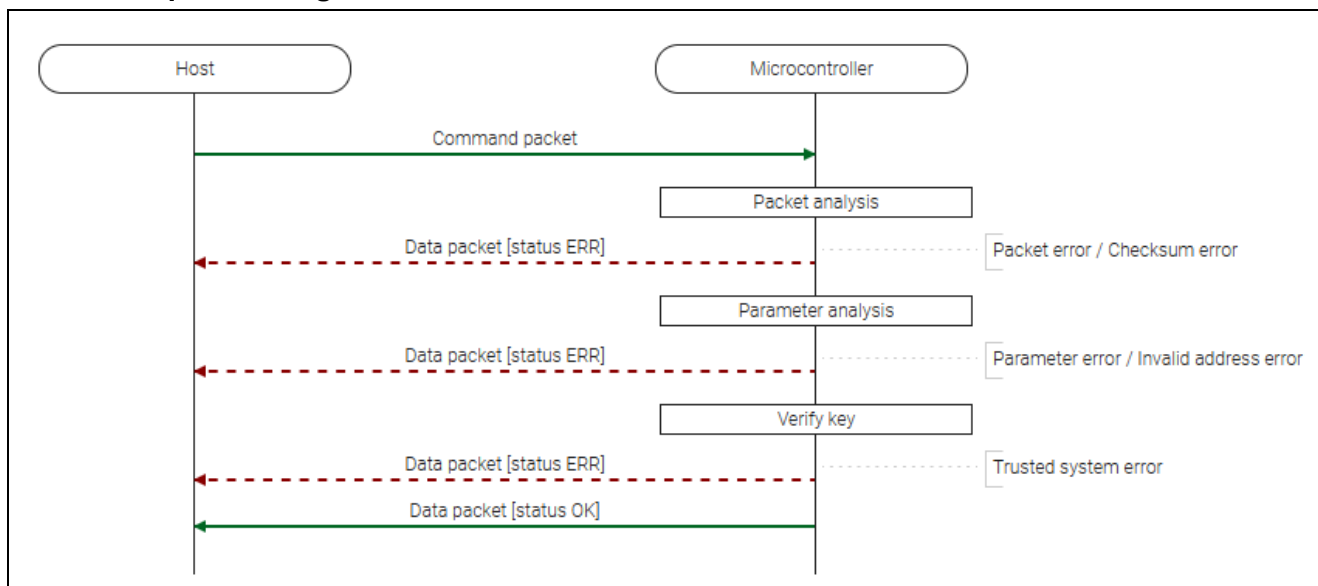 Host
Microcontroller
Command packet
Packet analysis
Data packet [status ERR]
Packet error / Checksum error
Parameter analysis
Data packet [status ERR]
Parameter error / Invalid address error
Verify key
Data packet [status ERR]
Trusted system error
Data packet [status OK]